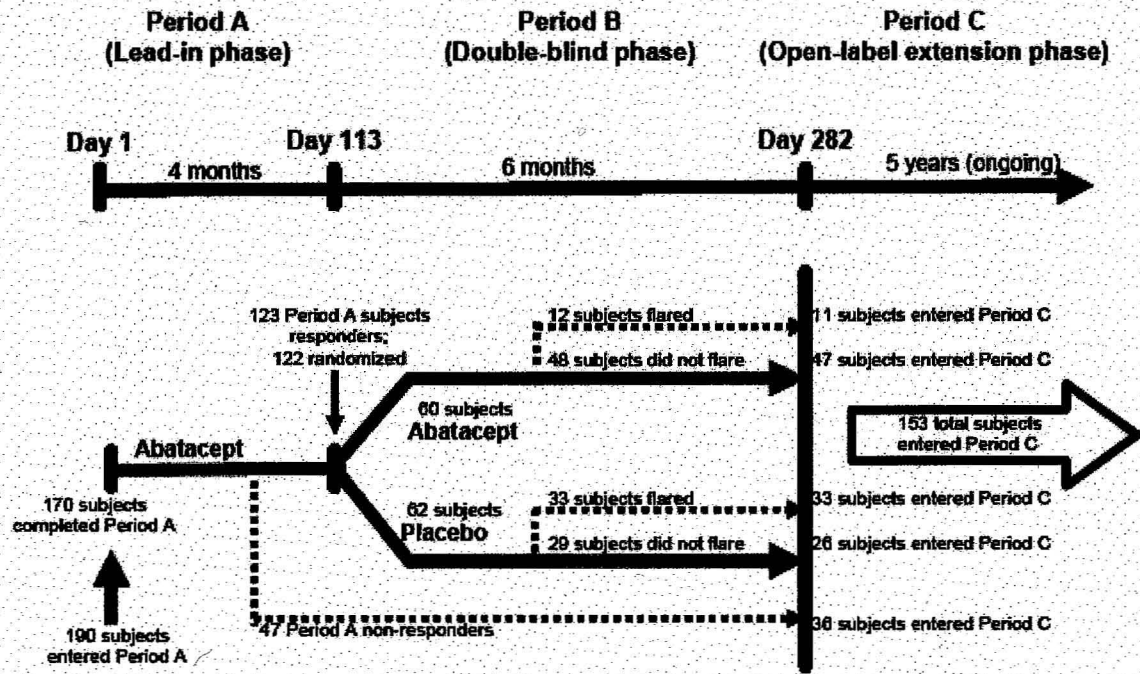 Period A
(Lead-in phase)
Period B
(Double-blind phase)
Period C
(Open-label extension phase)
Day 1
Day 113
Day 282
4 months
6 months
5 years (ongoing)
123 Period A subjects
responders;
122 randomized
12 subjects flared
11 subjects entered Period C
48 subjects did not flare
47 subjects entered Period C
60 subjects
Abatacept
153 total subjects
entered Period C
Abatacept
170 subjects
completed Period A
62 subjects
Placebo
33 subjects flared
33 subjects entered Period C
29 subjects did not flare
26 subjects entered Period C
47 Period A non-responders
36 subjects entered Period C
190 subjects
entered Period A